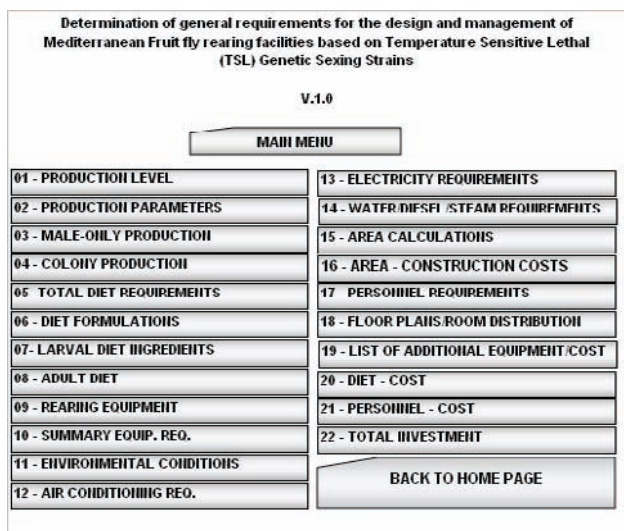 Determination of general requirements for the design and management of
Mediterranean Fruit fly rearing facilities based on Temperature Sensitive Lethal
(TSL) Genetic Sexing Strains
V.1.0
MAIN MENU
01 - PRODUCTION LEVEL
02 - PRODUCTION PARAMETERS
03 - MALE-ONLY PRODUCTION
04 - COLONY PRODUCTION
05 TOTAL DIET REQUIREMENTS
06 - DIET FORMULATIONS
07- LARVAL DIET INGREDIENTS
08 - ADULT DIET
09 - REARING EQUIPMENT
10 - SUMMARY EQUIP. REQ.
11 - ENVIRONMENTAL CONDITIONS
12 - AIR CONDITIONING REQ.
13 - ELECTRICITY REQUIREMENTS
14 - WATER/DIESEL/STEAM REQUIREMENTS
15 - AREA CALCULATIONS
16 - AREA - CONSTRUCTION COSTS
17 PERSONNEL REQUIREMENTS
18 - FLOOR PLANS/ROOM DISTRIBUTION
19 - LIST OF ADDITIONAL EQUIPMENT/COST
20 - DIET - COST
21 - PERSONNEL - COST
22 - TOTAL INVESTMENT
BACK TO HOME PAGE